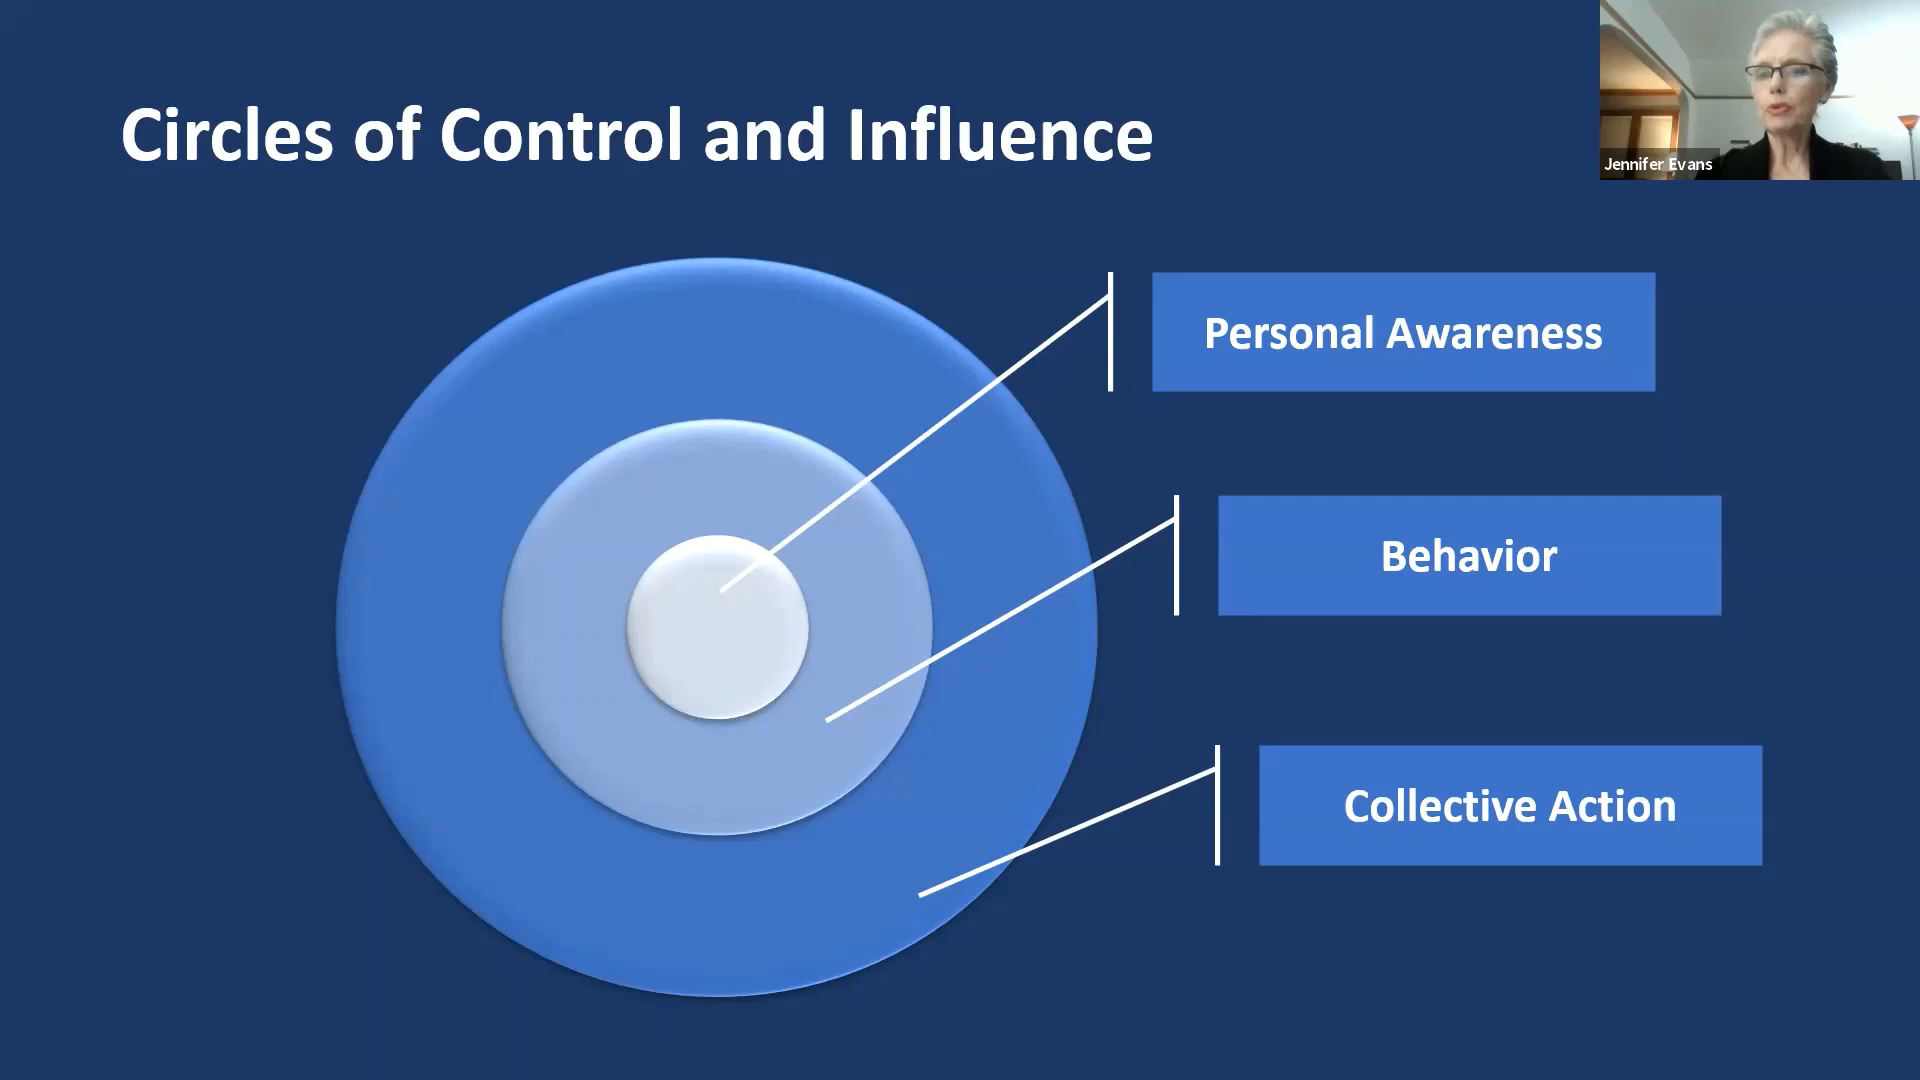 Circles of Control and Influence
Jennifer Evans
Personal Awareness
Behavior
Collective Action